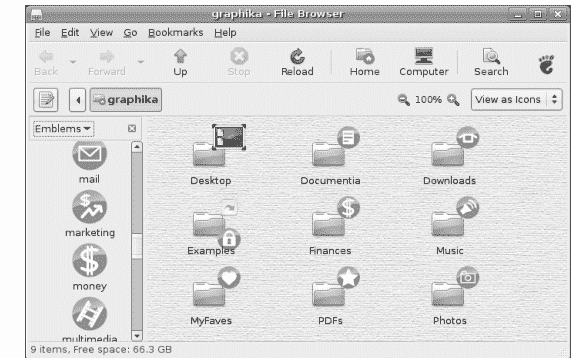 graphika - File Browser
File Edit View Go Bookmarks Help
Back Forward Up Stop Reload Home Computer Search
graphika 100% View as Icons
Emblems
mail
marketing
money
multimedia
Desktop Documentia Downloads
Examples Finances Music
MyFaves PDFs Photos
9 items, Free space: 66.3 GB